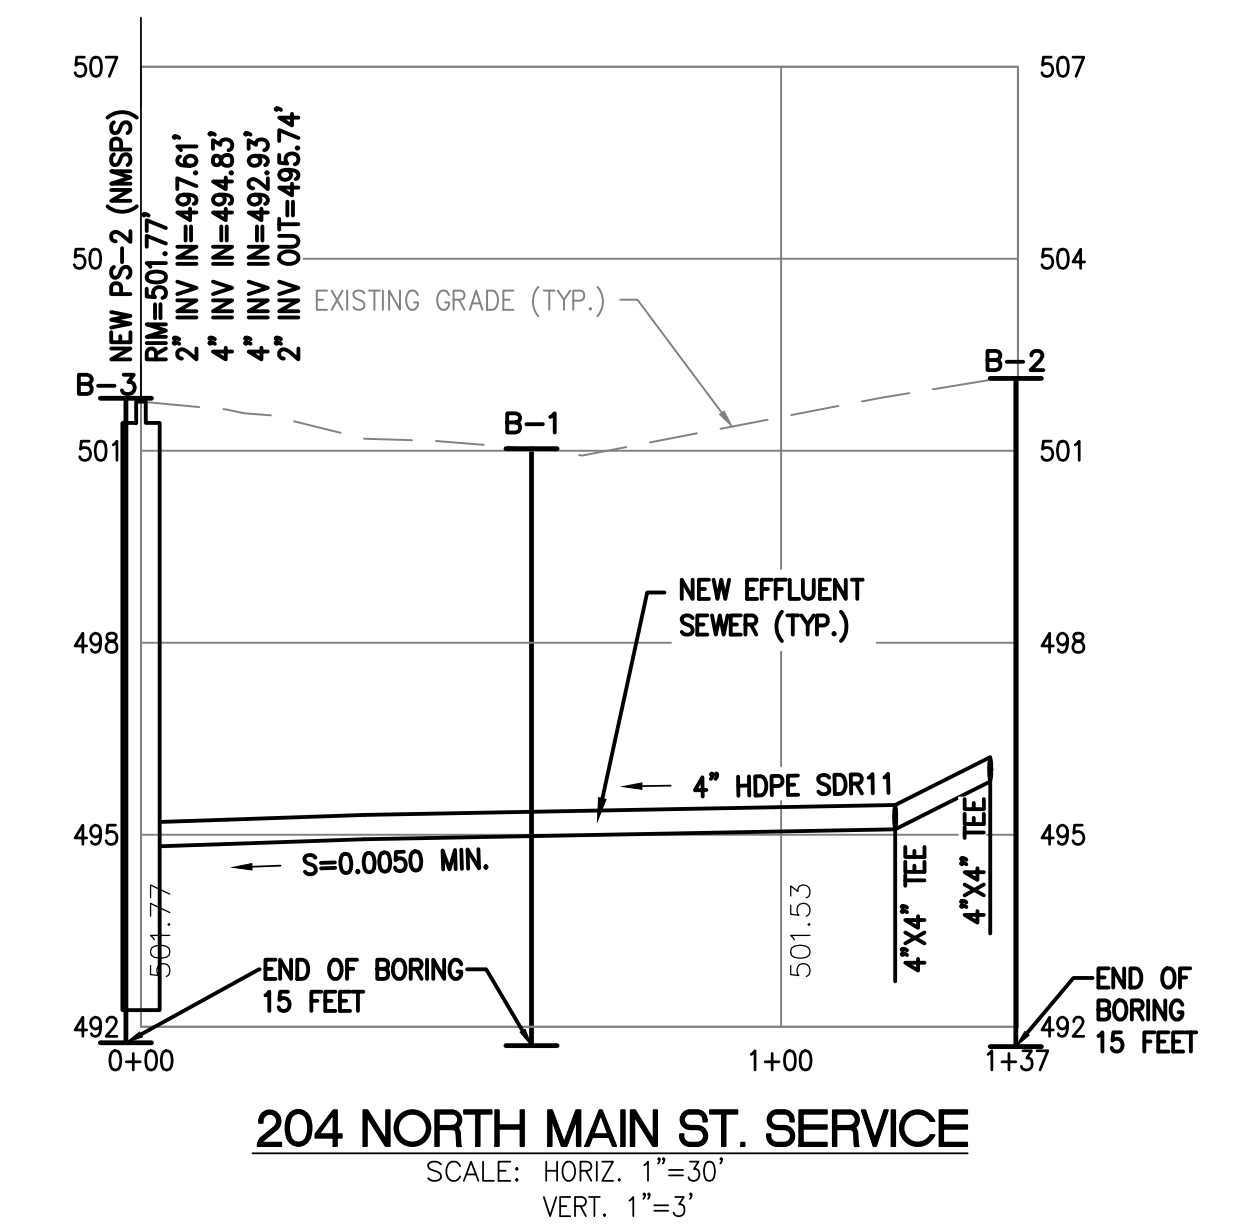 507
507
NEW PS-2 (NMSPS)
RIM=501.77'
2" INV IN=497.61'
4" INV IN=494.83'
4" INV IN=492.93'
2" INV OUT=495.74'
50
504
EXISTING GRADE (TYP.)
B-3
B-1
B-2
501
501
NEW EFFLUENT
SEWER (TYP.)
498
498
4" HDPE SDR11
495
495
S=0.0050 MIN.
4"X4" TEE
4"X4" TEE
501.77
501.53
END OF BORING
15 FEET
END OF
BORING
15 FEET
492
492
0+00
1+00
1+37
204 NORTH MAIN ST. SERVICE
SCALE: HORIZ. 1"=30'
VERT. 1"=3'